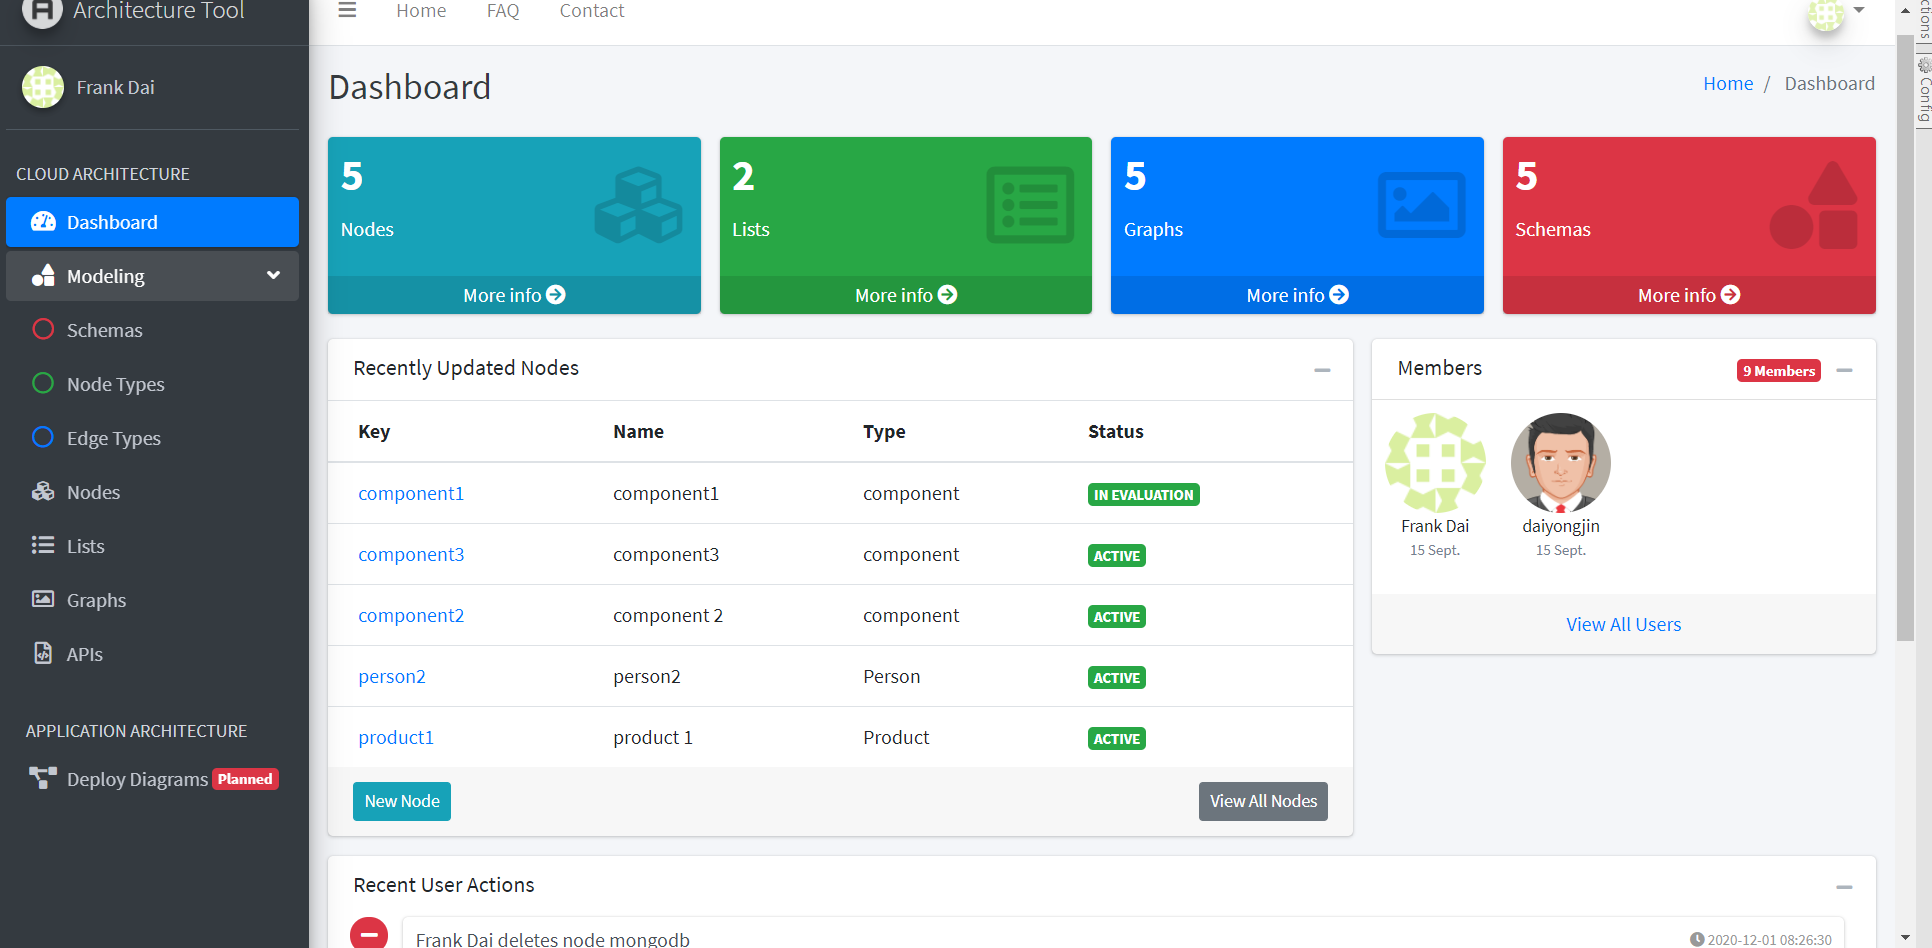 Architecture Tool
Home FAQ Contact
Frank Dai
Dashboard
Home / Dashboard
Config
CLOUD ARCHITECTURE
Dashboard
Modeling
Schemas
Node Types
Edge Types
Nodes
Lists
Graphs
APIs
APPLICATION ARCHITECTURE
Deploy Diagrams Planned
5
Nodes
More info
2
Lists
More info
5
Graphs
More info
5
Schemas
More info
Recently Updated Nodes
Key Name Type Status
component1 component1 component IN EVALUATION
component3 component3 component ACTIVE
component2 component 2 component ACTIVE
person2 person2 Person ACTIVE
product1 product 1 Product ACTIVE
New Node View All Nodes
Members 9 Members
Frank Dai daiyongjin
15 Sept. 15 Sept.
View All Users
Recent User Actions
Frank Dai deletes node mongodb 2020-12-01 08:26:30